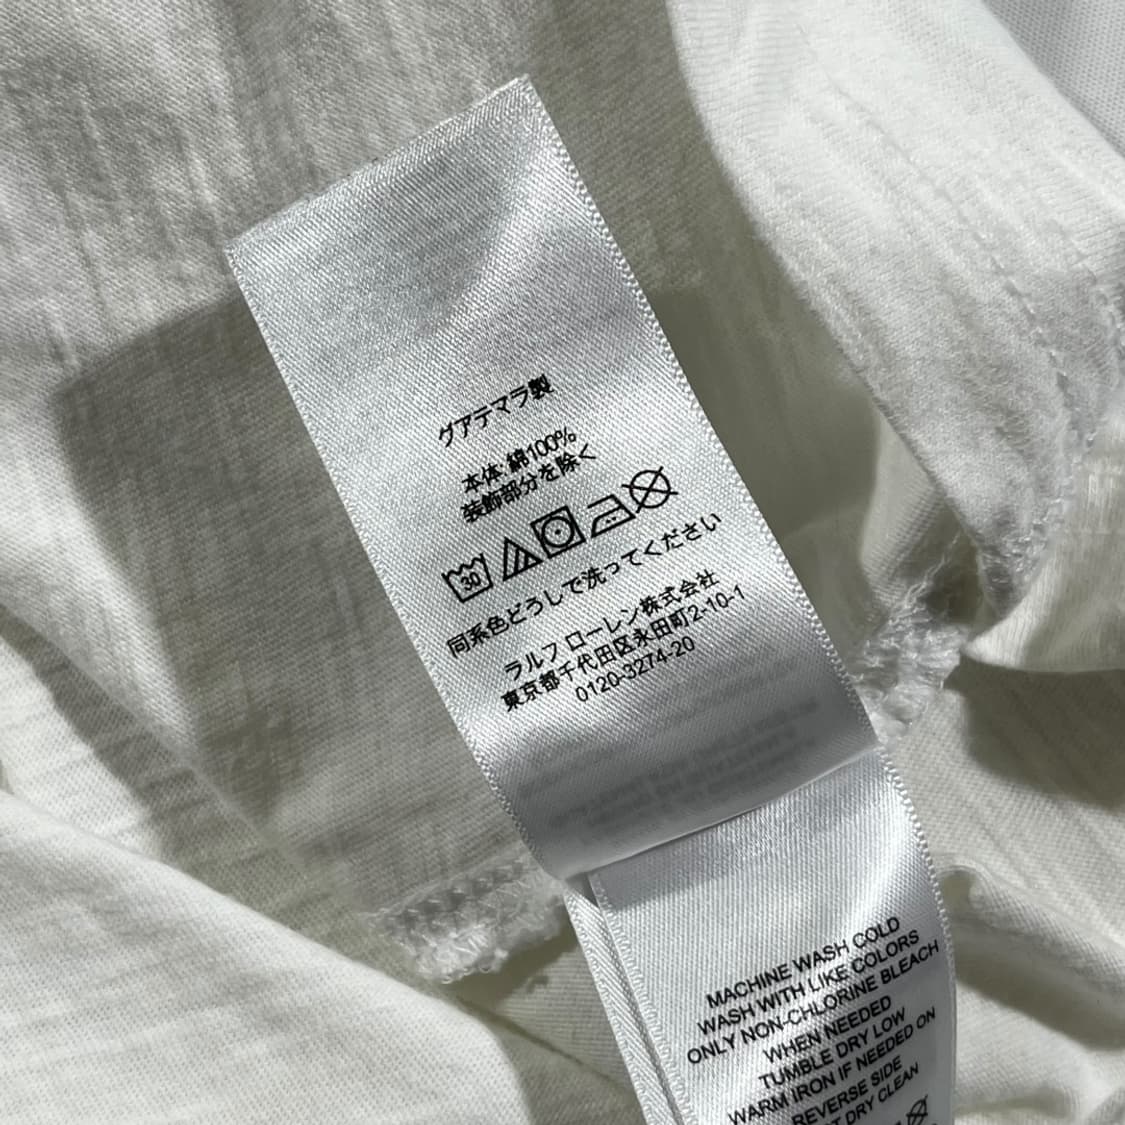 グアテマラ製
本体: 綿100%
装飾部分を除く
30
同系色どうしで洗ってください
ラルフ ローレン株式会社
東京都千代田区永田町2-10-1
0120-3274-20
MACHINE WASH COLD
WASH WITH LIKE COLORS
ONLY NON-CHLORINE BLEACH
WHEN NEEDED
TUMBLE DRY LOW
WARM IRON IF NEEDED ON
REVERSE SIDE
DRY CLEAN